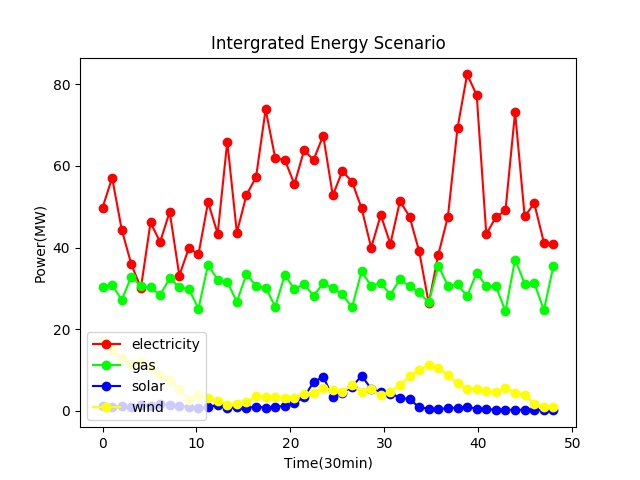 Intergrated Energy Scenario
Power(MW)
80
60
40
20
0
electricity
gas
solar
wind
0
10
20
30
40
50
Time(30min)